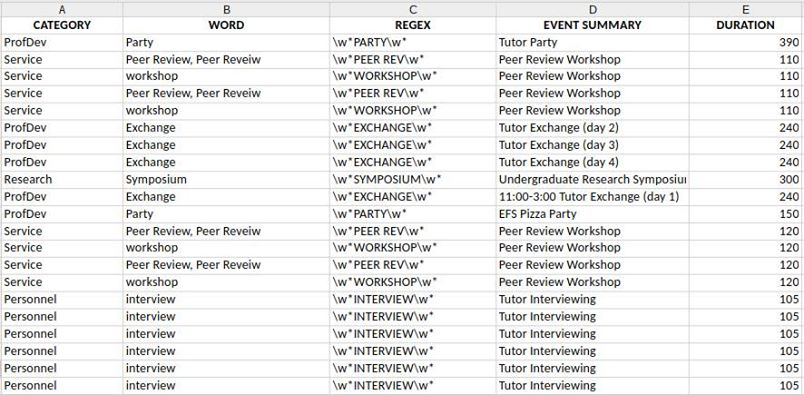 A B C D E
CATEGORY WORD REGEX EVENT SUMMARY DURATION
ProfDev Party \w*PARTY\w* Tutor Party 390
Service Peer Review, Peer Reveiw \w*PEER REV\w* Peer Review Workshop 110
Service workshop \w*WORKSHOP\w* Peer Review Workshop 110
Service Peer Review, Peer Reveiw \w*PEER REV\w* Peer Review Workshop 110
Service workshop \w*WORKSHOP\w* Peer Review Workshop 110
ProfDev Exchange \w*EXCHANGE\w* Tutor Exchange (day 2) 240
ProfDev Exchange \w*EXCHANGE\w* Tutor Exchange (day 3) 240
ProfDev Exchange \w*EXCHANGE\w* Tutor Exchange (day 4) 240
Research Symposium \w*SYMPOSIUM\w* Undergraduate Research Symposiu 300
ProfDev Exchange \w*EXCHANGE\w* 11:00-3:00 Tutor Exchange (day 1) 240
ProfDev Party \w*PARTY\w* EFS Pizza Party 150
Service Peer Review, Peer Reveiw \w*PEER REV\w* Peer Review Workshop 120
Service workshop \w*WORKSHOP\w* Peer Review Workshop 120
Service Peer Review, Peer Reveiw \w*PEER REV\w* Peer Review Workshop 120
Service workshop \w*WORKSHOP\w* Peer Review Workshop 120
Personnel interview \w*INTERVIEW\w* Tutor Interviewing 105
Personnel interview \w*INTERVIEW\w* Tutor Interviewing 105
Personnel interview \w*INTERVIEW\w* Tutor Interviewing 105
Personnel interview \w*INTERVIEW\w* Tutor Interviewing 105
Personnel interview \w*INTERVIEW\w* Tutor Interviewing 105
Personnel interview \w*INTERVIEW\w* Tutor Interviewing 105